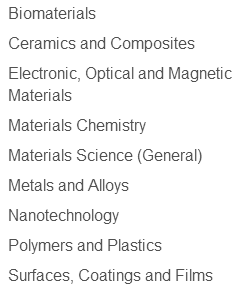 Biomaterials
Ceramics and Composites
Electronic, Optical and Magnetic
Materials
Materials Chemistry
Materials Science (General)
Metals and Alloys
Nanotechnology
Polymers and Plastics
Surfaces, Coatings and Films